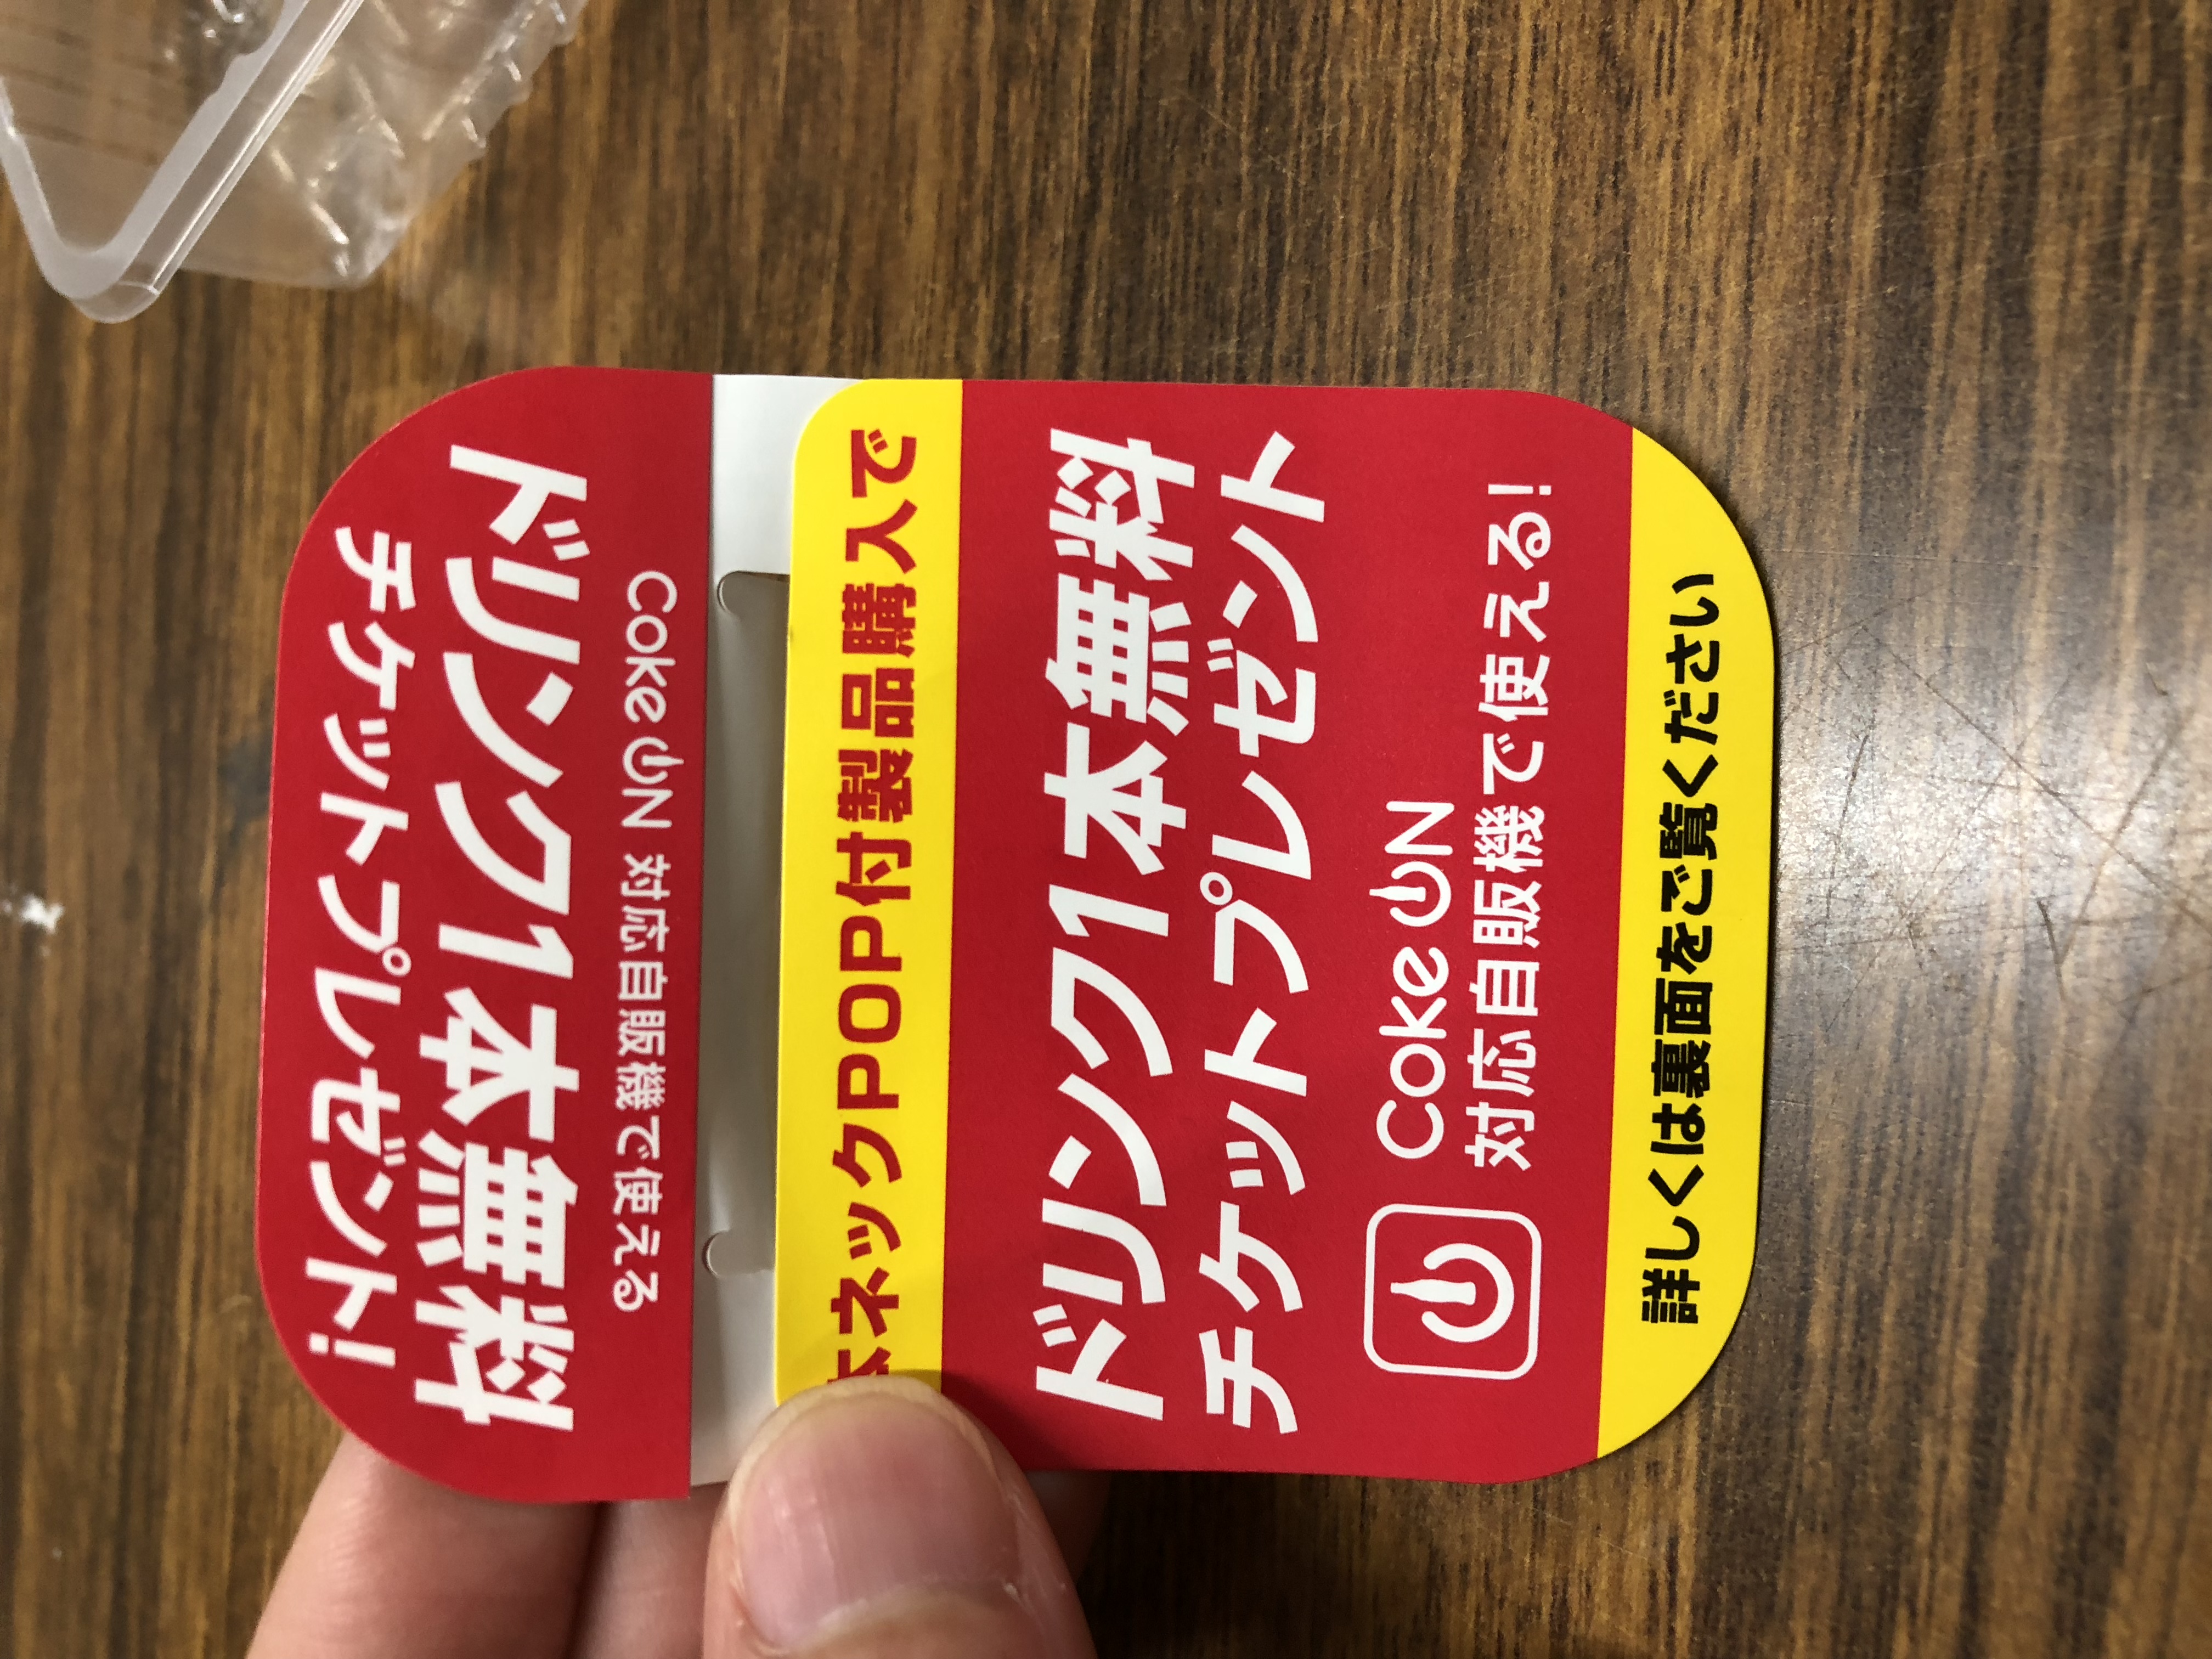 Coke ON 対応自販機で使える
ドリンク1本無料
チケットプレゼント!
本ネックPOP付製品購入で
ドリンク1本無料
チケットプレゼント
Coke ON
対応自販機で使える!
詳しくは裏面をご覧ください